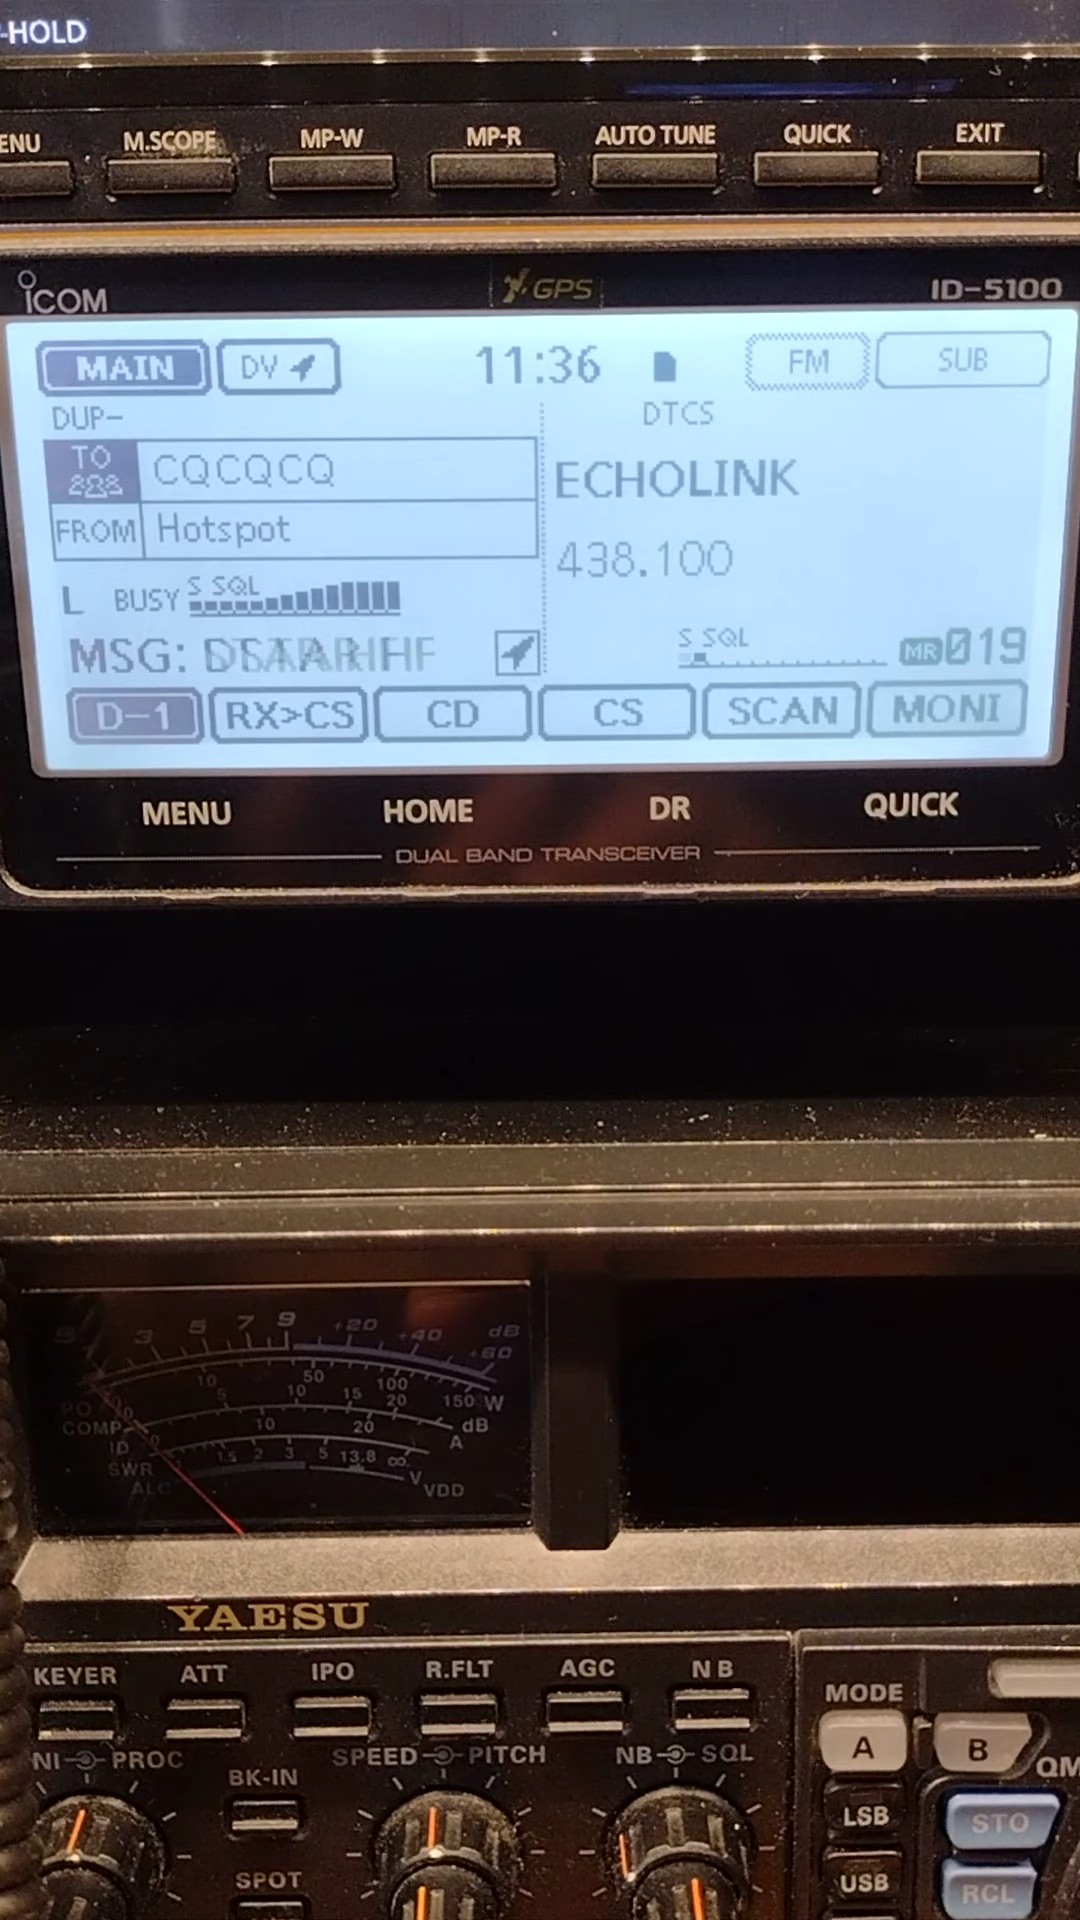 -HOLD
ENU M.SCOPE MP-W MP-R AUTO TUNE QUICK EXIT
ICOM GPS ID-5100
MAIN DV 11:36 FM SUB
DUP- DTCS
TO CQCQCQ
ECHOLINK
FROM Hotspot
438.100
L BUSY S SQL
MSG:
S SQL MR 019
D-1 RX>CS CD CS SCAN MONI
MENU HOME DR QUICK
DUAL BAND TRANSCEIVER
S 3 5 7 9 +20 +40 +60 dB
10 50 100 150 W
5 10 15 20 dB
PO
COMP
0 10 20 A
ID
1 1.5 2 3 5 13.8 ∞ V
SWR
ALC VDD
YAESU
KEYER ATT IPO R.FLT AGC NB
MODE
A B
NI PROC SPEED PITCH NB SQL
QM
BK-IN
LSB STO
SPOT
USB RCL